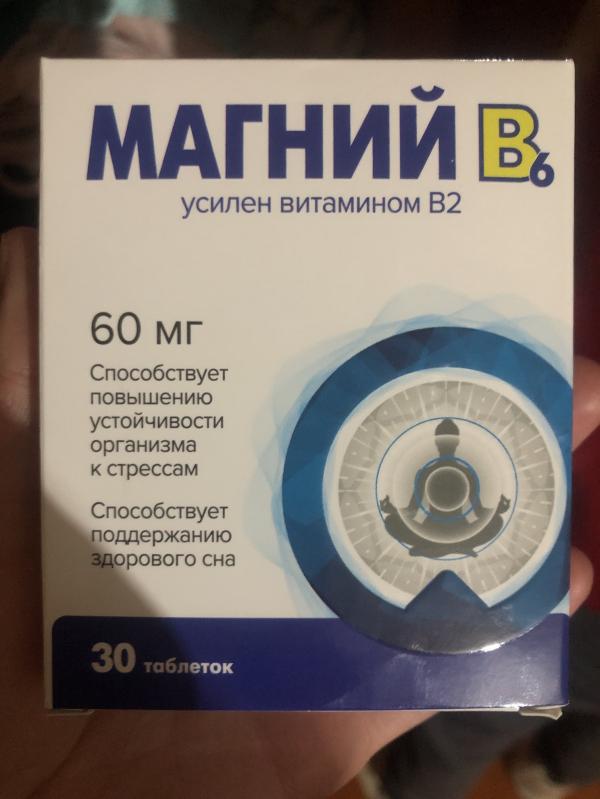 МАГНИЙ B6
усилен витамином B2
60 мг
Способствует
повышению
устойчивости
организма
к стрессам
Способствует
поддержанию
здорового сна
30 таблеток